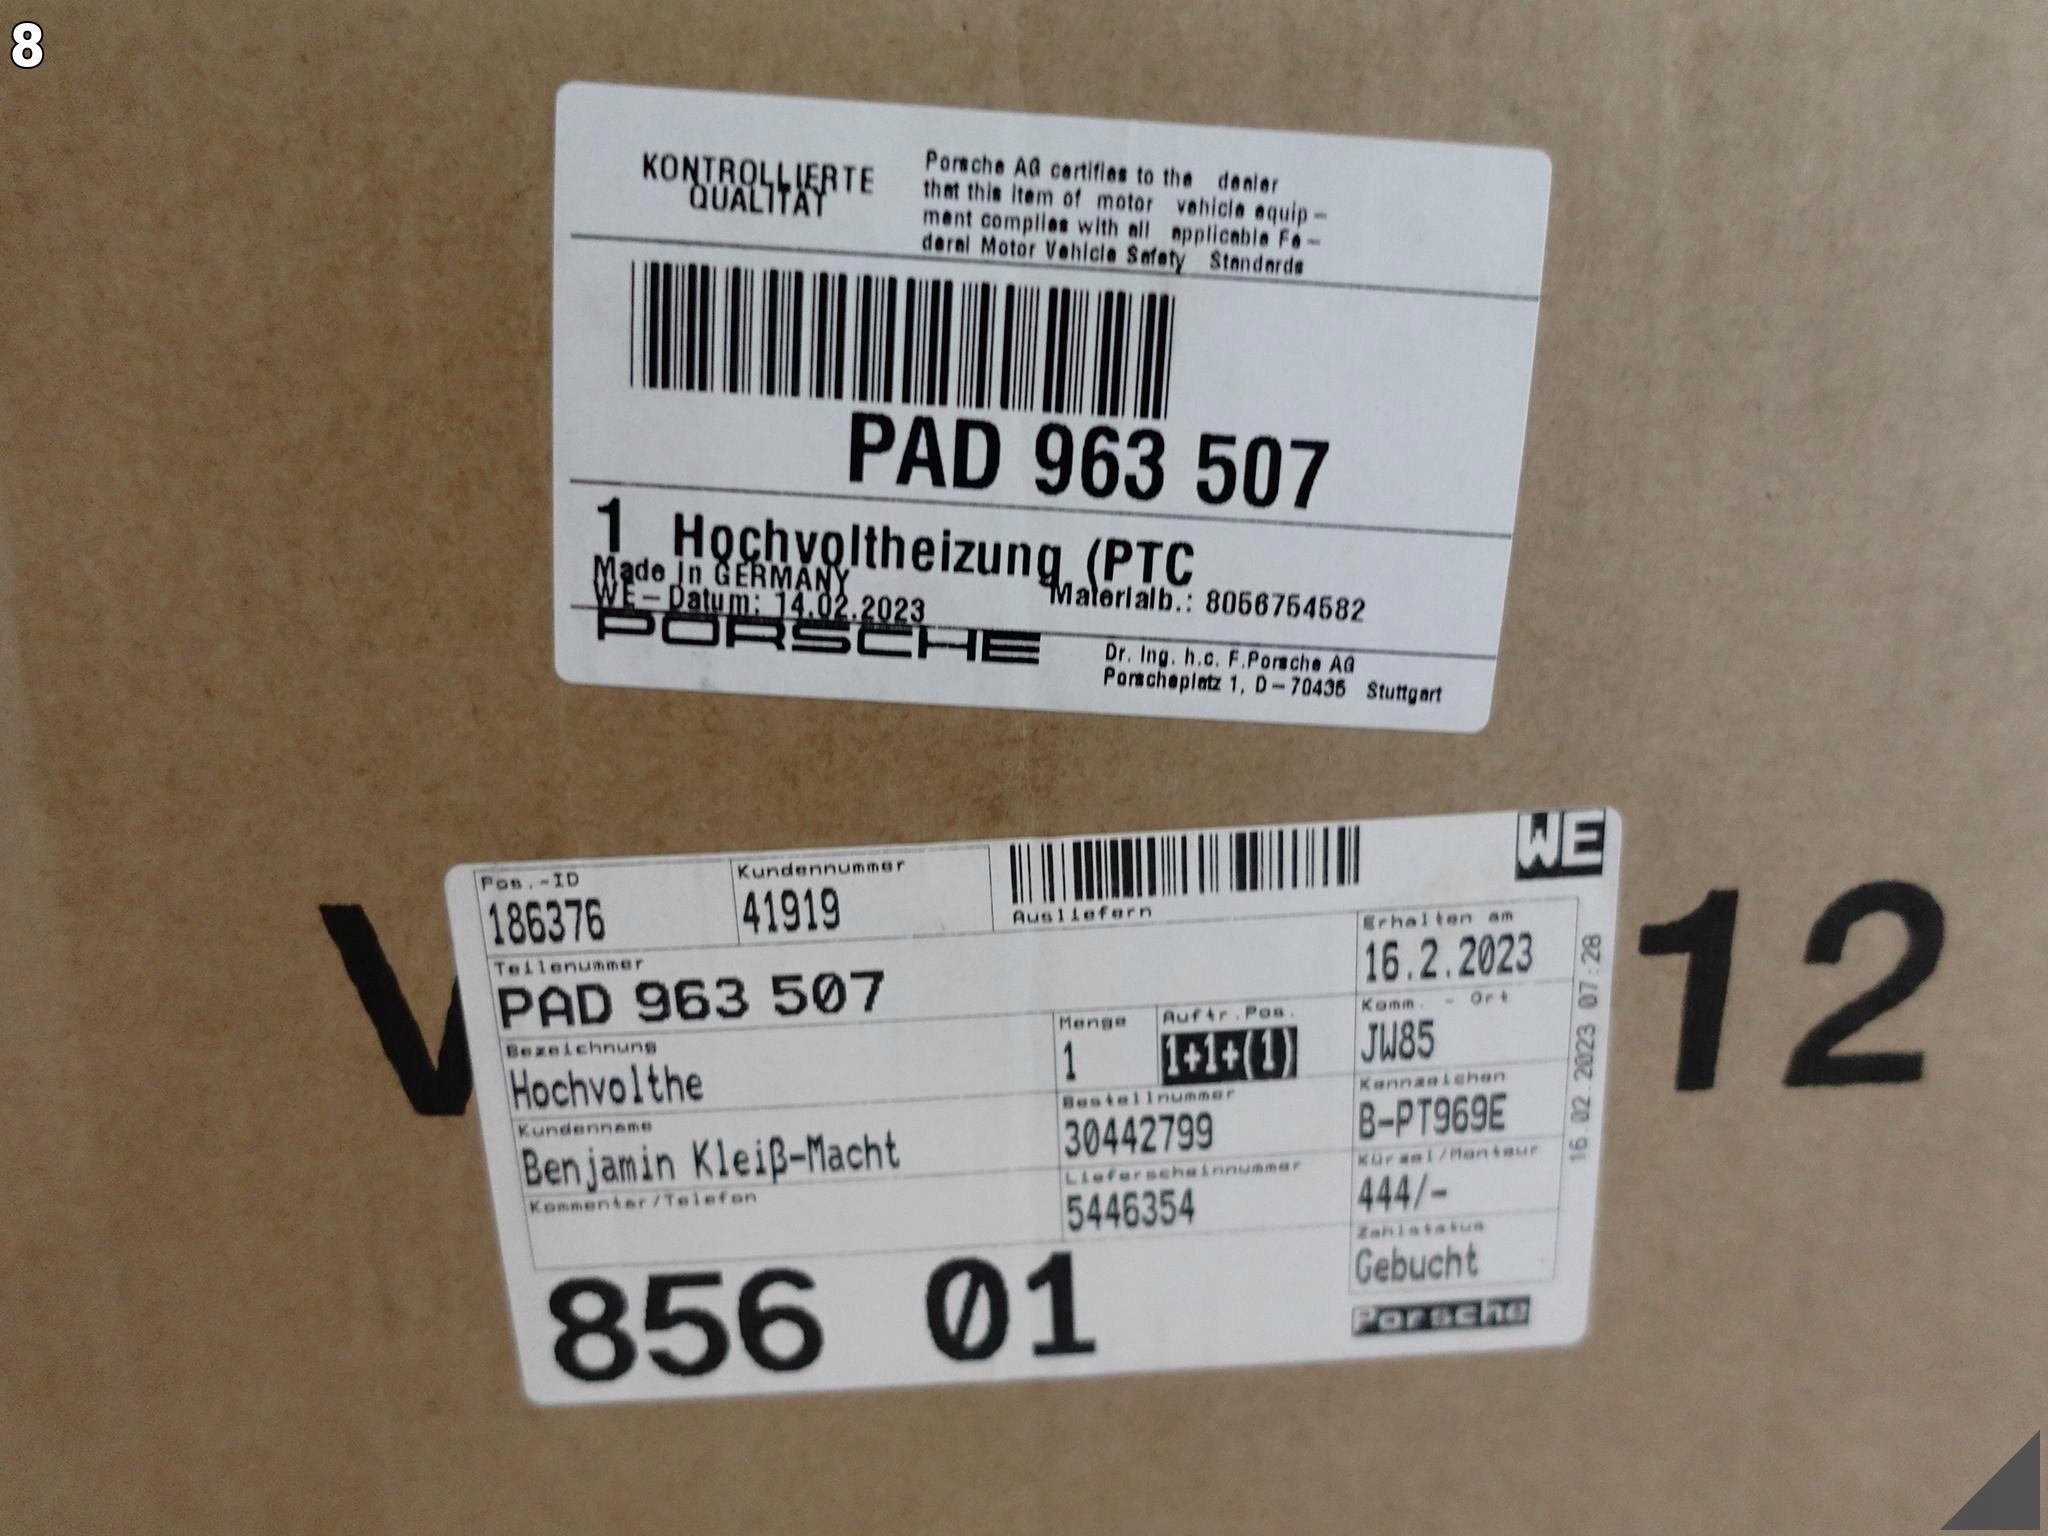 8
KONTROLLIERTE
QUALITÄT
Porsche AG certifies to the dealer
that this item of motor vehicle equip-
ment complies with all applicable Fe-
deral Motor Vehicle Safety Standards
PAD 963 507
1 Hochvoltheizung (PTC
Made in GERMANY
WE-Datum: 14.02.2023
Materialb.: 8056754582
PORSCHE
Dr. Ing. h.c. F.Porsche AG
Porscheplatz 1, D-70435 Stuttgart
V
12
Pos.-ID
186376
Kundennummer
41919
Ausliefern
WE
Erhalten am
16.2.2023
Teilenummer
PAD 963 507
Komm. - Ort
JW85
Bezeichnung
Hochvolthe
Menge
1
Auftr.Pos.
1+1+(1)
Kennzeichen
B-PT969E
Kundenname
Benjamin Kleiß-Macht
Bestellnummer
30442799
Kürzel/Monteur
444/-
Kommentar/Telefon
Lieferscheinnummer
5446354
Zahlstatus
Gebucht
856 01
Porsche
16.02.2023 07:28